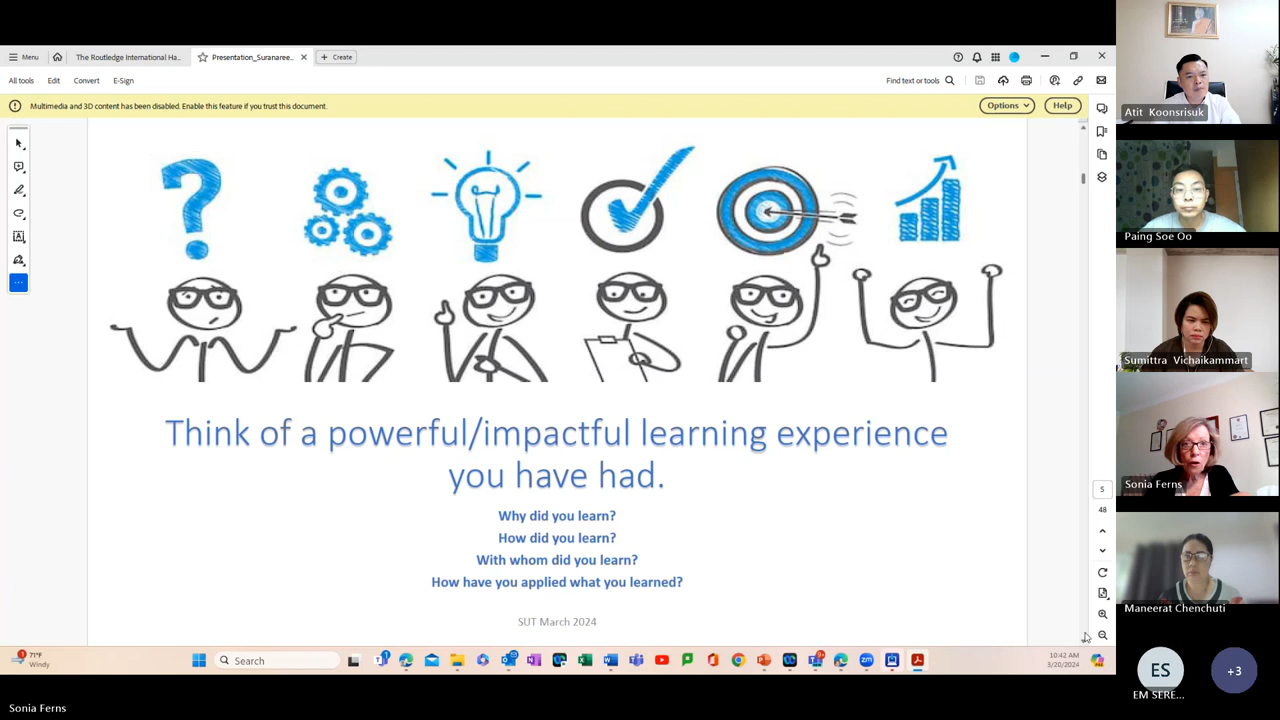 Menu
The Routledge International Ha...
Presentation_Suranaree...
Create
All tools
Edit
Convert
E-Sign
Find text or tools
Multimedia and 3D content has been disabled. Enable this feature if you trust this document.
Options
Help
Think of a powerful/impactful learning experience
you have had.
Why did you learn?
How did you learn?
With whom did you learn?
How have you applied what you learned?
SUT March 2024
5
48
71°F
Windy
Search
10:42 AM
3/20/2024
Atit Koonsrisuk
Paing Soe Oo
Sumittra Vichaikammart
Sonia Ferns
Maneerat Chenchuti
ES
EM SERE...
+3
Sonia Ferns